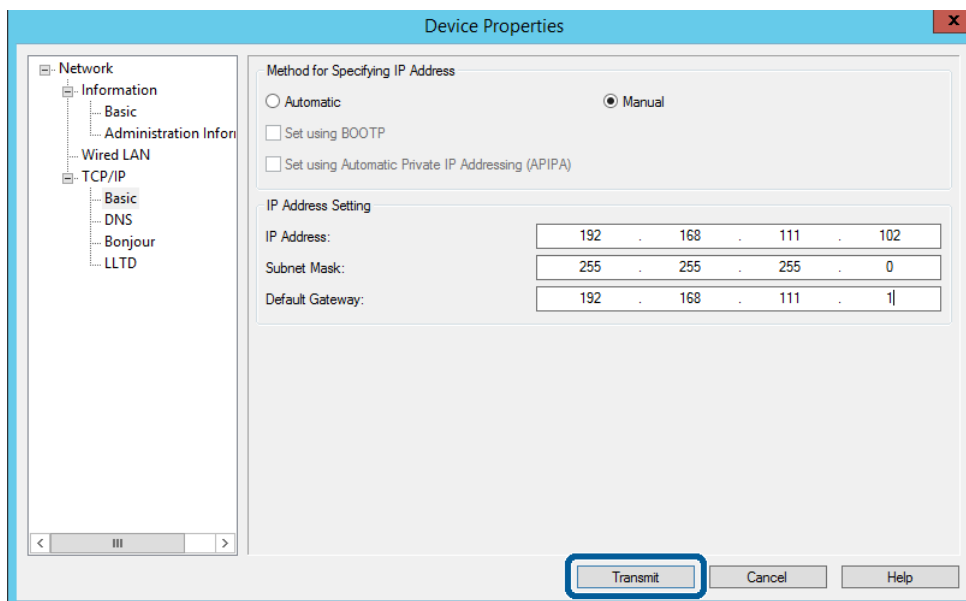 Device Properties
x
Network
Information
Basic
Administration Infor
Wired LAN
TCP/IP
Basic
DNS
Bonjour
LLTD
Method for Specifying IP Address
Automatic
Manual
Set using BOOTP
Set using Automatic Private IP Addressing (APIPA)
IP Address Setting
IP Address: 192 . 168 . 111 . 102
Subnet Mask: 255 . 255 . 255 . 0
Default Gateway: 192 . 168 . 111 . 1
Transmit Cancel Help